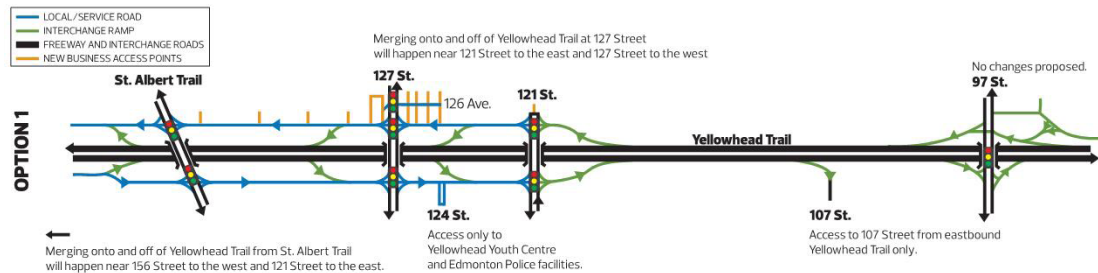 LOCAL/SERVICE ROAD
INTERCHANGE RAMP
FREEWAY AND INTERCHANGE ROADS
NEW BUSINESS ACCESS POINTS
OPTION 1
St. Albert Trail
Merging onto and off of Yellowhead Trail at 127 Street
will happen near 121 Street to the east and 127 Street to the west
127 St.
126 Ave.
121 St.
No changes proposed.
97 St.
Yellowhead Trail
124 St.
Access only to
Yellowhead Youth Centre
and Edmonton Police facilities.
107 St.
Access to 107 Street from eastbound
Yellowhead Trail only.
Merging onto and off of Yellowhead Trail from St. Albert Trail
will happen near 156 Street to the west and 121 Street to the east.